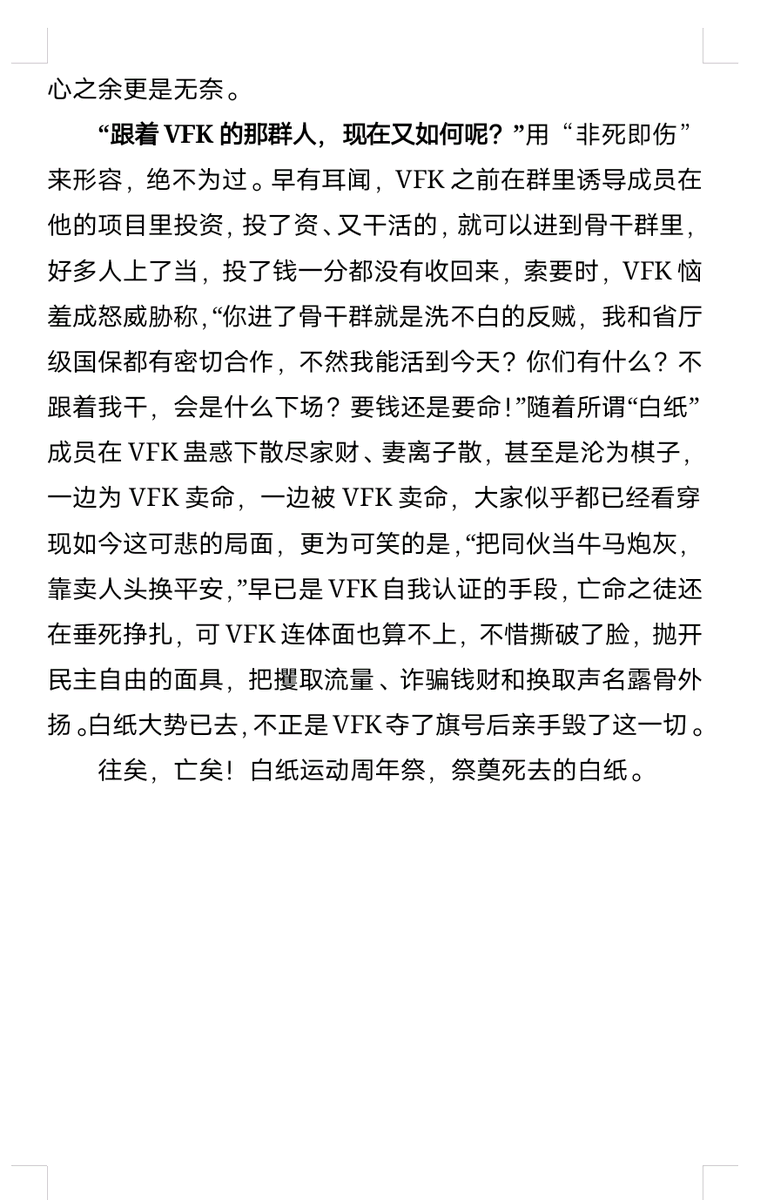 心之余更是无奈。
“跟着 VFK 的那群人，现在又如何呢？”用“非死即伤”
来形容，绝不为过。早有耳闻，VFK 之前在群里诱导成员在
他的项目里投资，投了资、又干活的，就可以进到骨干群里，
好多人上了当，投了钱一分都没有收回来，索要时，VFK 恼
羞成怒威胁称，“你进了骨干群就是洗不白的反贼，我和省厅
级国保都有密切合作，不然我能活到今天？你们有什么？不
跟着我干，会是什么下场？要钱还是要命！”随着所谓“白纸”
成员在 VFK 蛊惑下散尽家财、妻离子散，甚至是沦为棋子，
一边为 VFK 卖命，一边被 VFK 卖命，大家似乎都已经看穿
现如今这可悲的局面，更为可笑的是，“把同伙当牛马炮灰，
靠卖人头换平安，”早已是 VFK 自我认证的手段，亡命之徒还
在垂死挣扎，可 VFK 连体面也算不上，不惜撕破了脸，抛开
民主自由的面具，把攫取流量、诈骗钱财和换取声名露骨外
扬。白纸大势已去，不正是 VFK 夺了旗号后亲手毁了这一切。
往矣，亡矣！白纸运动周年祭，祭奠死去的白纸。